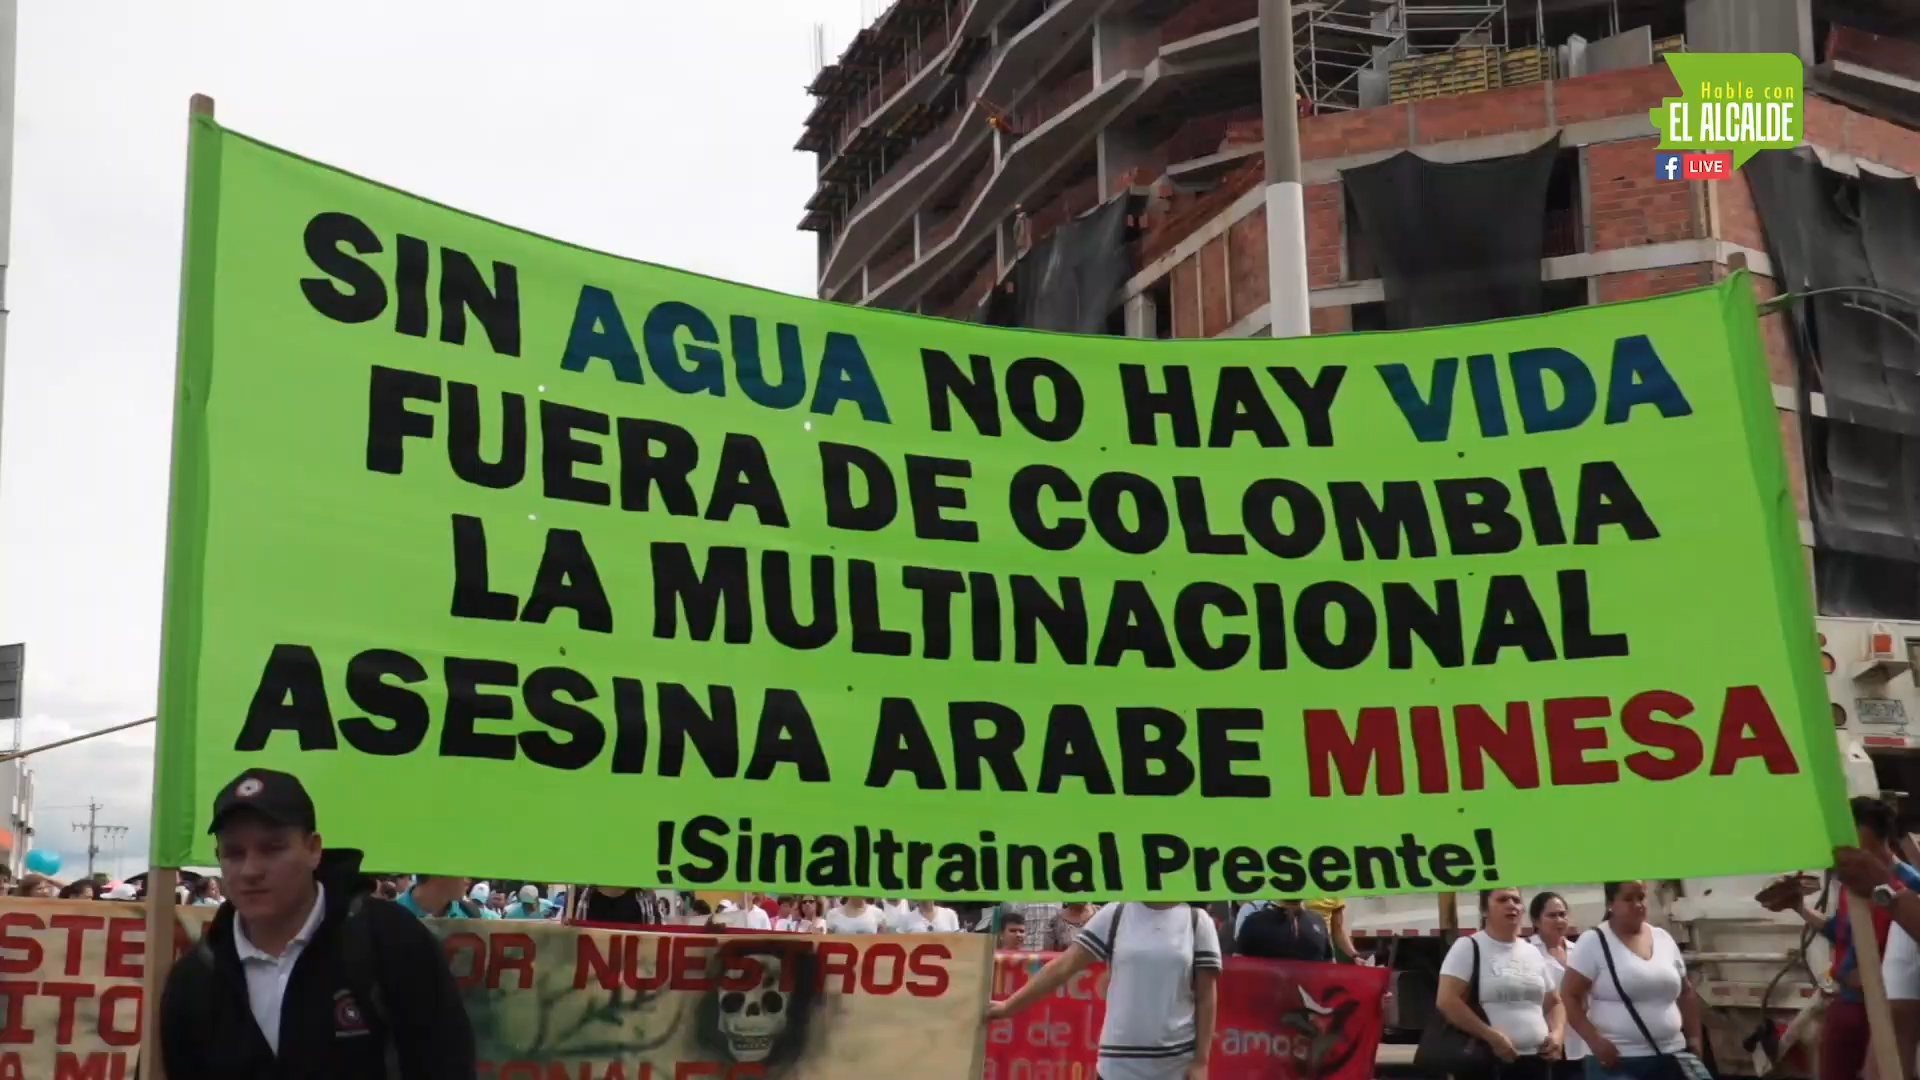 Hable con
EL ALCALDE
f LIVE
SIN AGUA NO HAY VIDA
FUERA DE COLOMBIA
LA MULTINACIONAL
ASESINA ARABE MINESA
!Sinaltrainal Presente!
OR NUESTROS